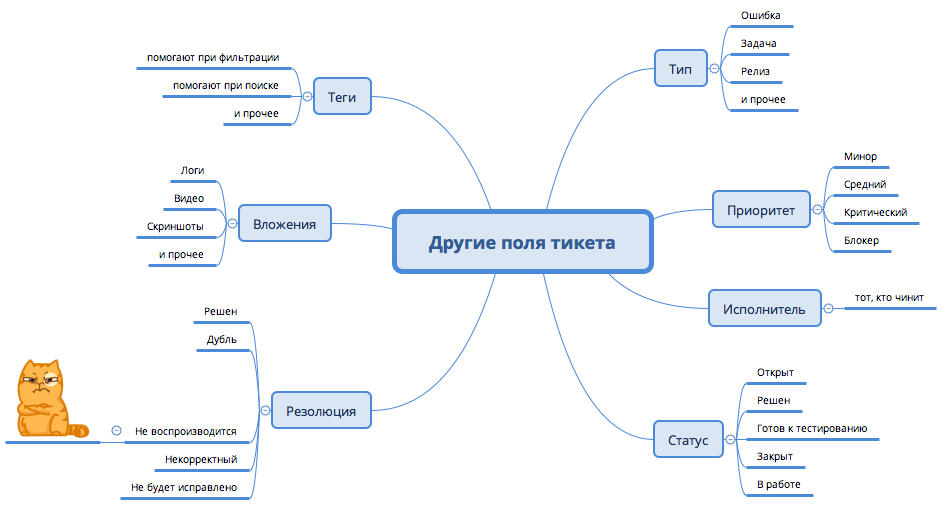 Другие поля тикета
Теги
помогают при фильтрации
помогают при поиске
и прочее
Вложения
Логи
Видео
Скриншоты
и прочее
Резолюция
Решен
Дубль
Не воспроизводится
Некорректный
Не будет исправлено
Тип
Ошибка
Задача
Релиз
и прочее
Приоритет
Минор
Средний
Критический
Блокер
Исполнитель
тот, кто чинит
Статус
Открыт
Решен
Готов к тестированию
Закрыт
В работе